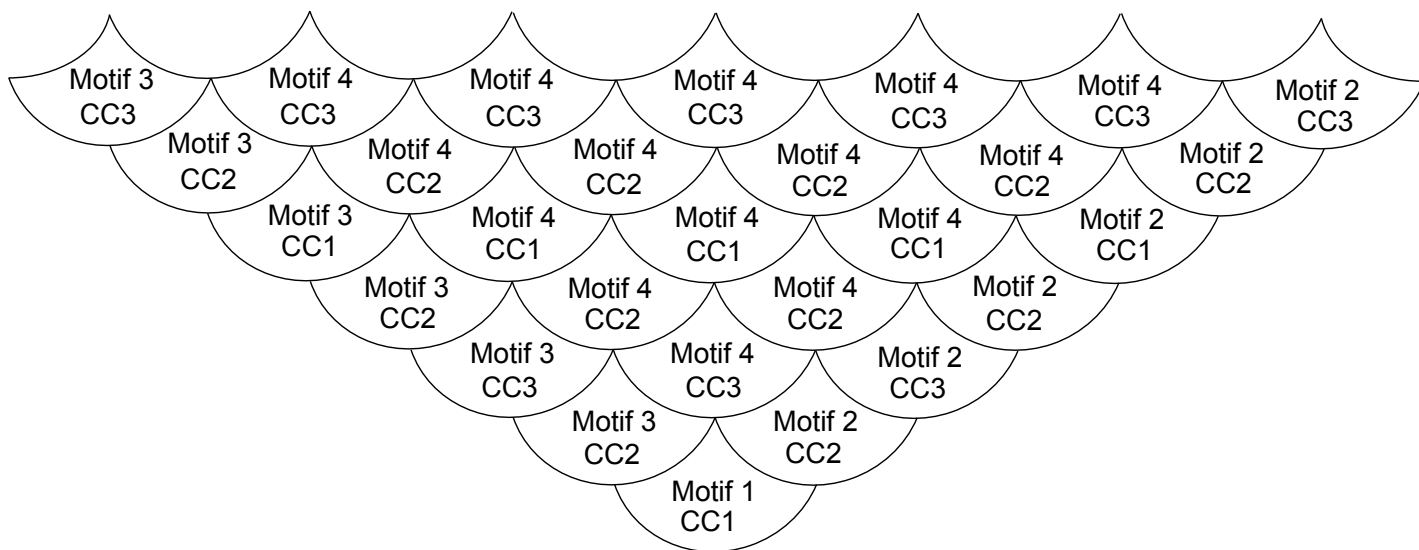 Motif 3
CC3
Motif 4
CC3
Motif 4
CC3
Motif 4
CC3
Motif 4
CC3
Motif 4
CC3
Motif 2
CC3
Motif 3
CC2
Motif 4
CC2
Motif 4
CC2
Motif 4
CC2
Motif 4
CC2
Motif 2
CC2
Motif 3
CC1
Motif 4
CC1
Motif 4
CC1
Motif 4
CC1
Motif 2
CC1
Motif 3
CC2
Motif 4
CC2
Motif 4
CC2
Motif 2
CC2
Motif 3
CC3
Motif 4
CC3
Motif 2
CC3
Motif 3
CC2
Motif 2
CC2
Motif 1
CC1